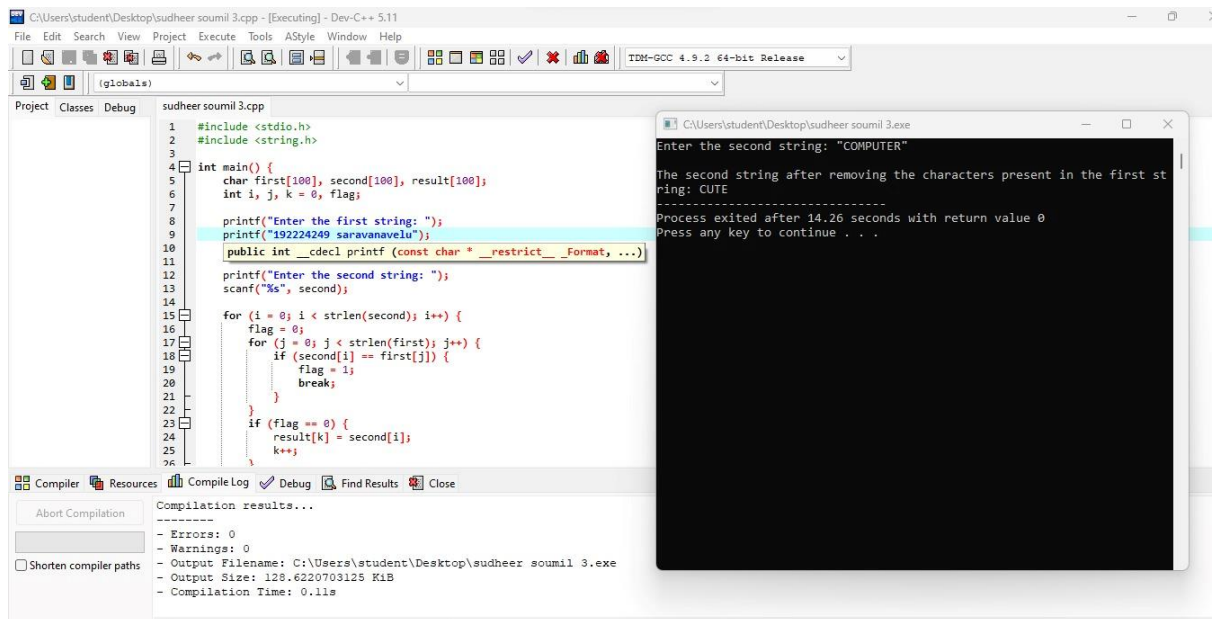 C:\Users\student\Desktop\sudheer soumil 3.cpp - [Executing] - Dev-C++ 5.11
File Edit Search View Project Execute Tools AStyle Window Help
TDM-GCC 4.9.2 64-bit Release
(globals)
Project Classes Debug
sudheer soumil 3.cpp
1 #include <stdio.h>
2 #include <string.h>
3
4 int main() {
5 char first[100], second[100], result[100];
6 int i, j, k = 0, flag;
7
8 printf("Enter the first string: ");
9 printf("192224249 saravanavelu");
10 public int __cdecl printf (const char * __restrict__ _Format, ...)
11
12 printf("Enter the second string: ");
13 scanf("%s", second);
14
15 for (i = 0; i < strlen(second); i++) {
16 flag = 0;
17 for (j = 0; j < strlen(first); j++) {
18 if (second[i] == first[j]) {
19 flag = 1;
20 break;
21 }
22 }
23 if (flag == 0) {
24 result[k] = second[i];
25 k++;
26 }
C:\Users\student\Desktop\sudheer soumil 3.exe
Enter the second string: "COMPUTER"
The second string after removing the characters present in the first st
ring: CUTE
--------------------------------
Process exited after 14.26 seconds with return value 0
Press any key to continue . . .
Compiler Resources Compile Log Debug Find Results Close
Abort Compilation
Shorten compiler paths
Compilation results...
--------
- Errors: 0
- Warnings: 0
- Output Filename: C:\Users\student\Desktop\sudheer soumil 3.exe
- Output Size: 128.6220703125 KiB
- Compilation Time: 0.11s